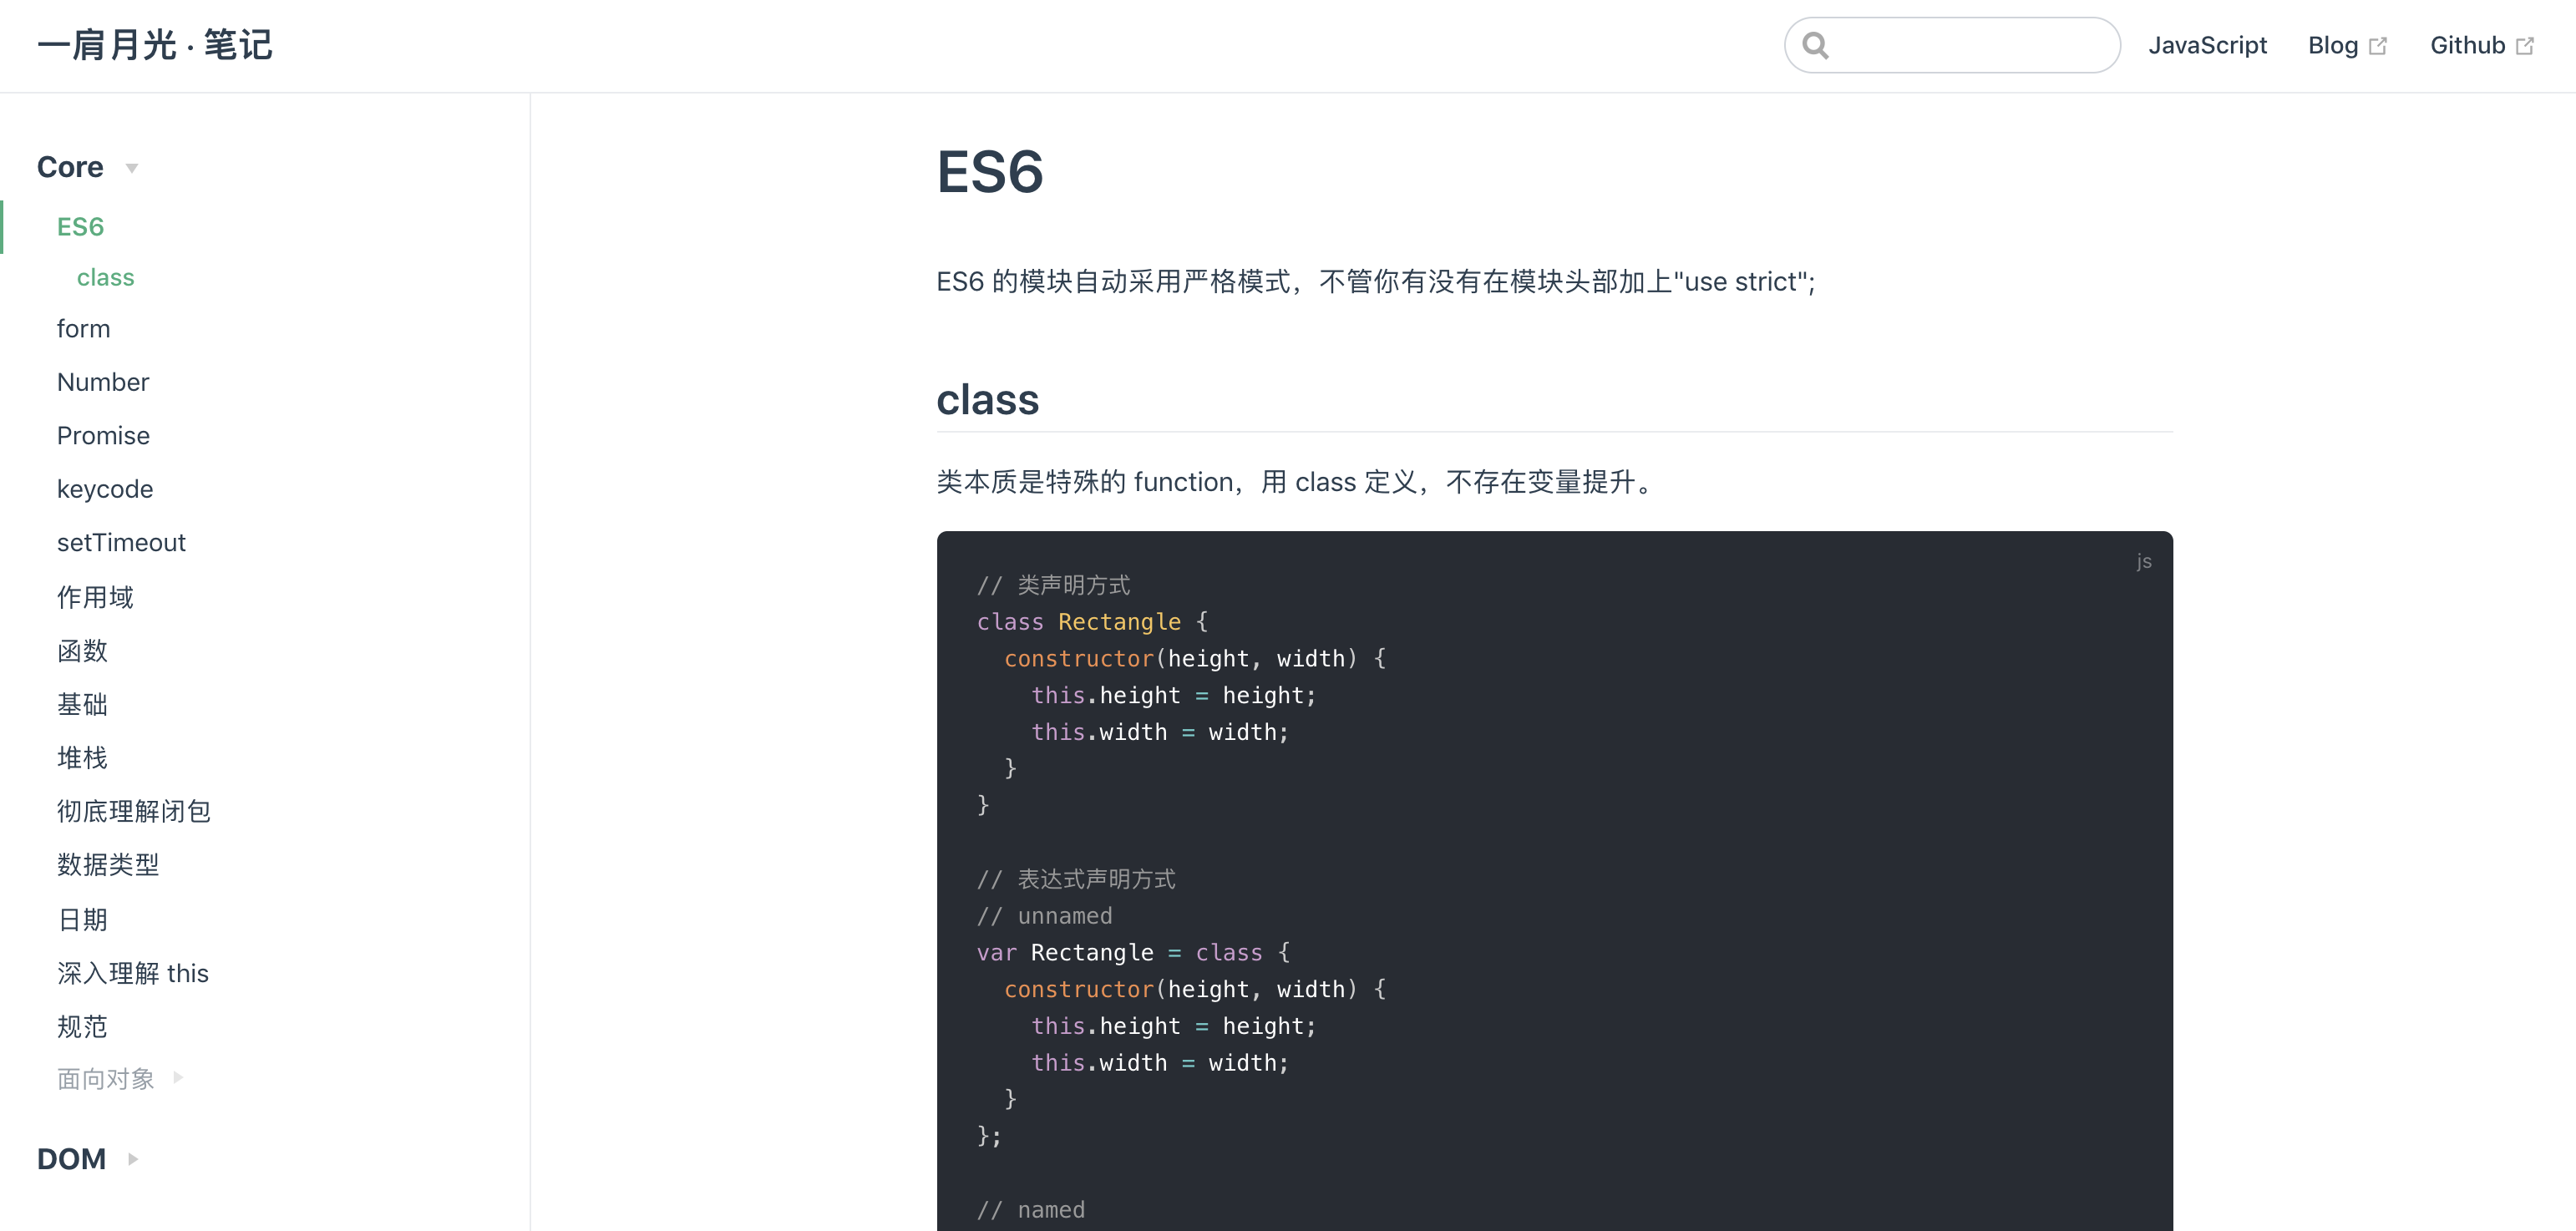 一肩月光 · 笔记
JavaScript
Blog
Github
Core
ES6
class
form
Number
Promise
keycode
setTimeout
作用域
函数
基础
堆栈
彻底理解闭包
数据类型
日期
深入理解 this
规范
面向对象
DOM
ES6
ES6 的模块自动采用严格模式，不管你有没有在模块头部加上"use strict";
class
类本质是特殊的 function，用 class 定义，不存在变量提升。
js
// 类声明方式
class Rectangle {
  constructor(height, width) {
    this.height = height;
    this.width = width;
  }
}
// 表达式声明方式
// unnamed
var Rectangle = class {
  constructor(height, width) {
    this.height = height;
    this.width = width;
  }
};
// named